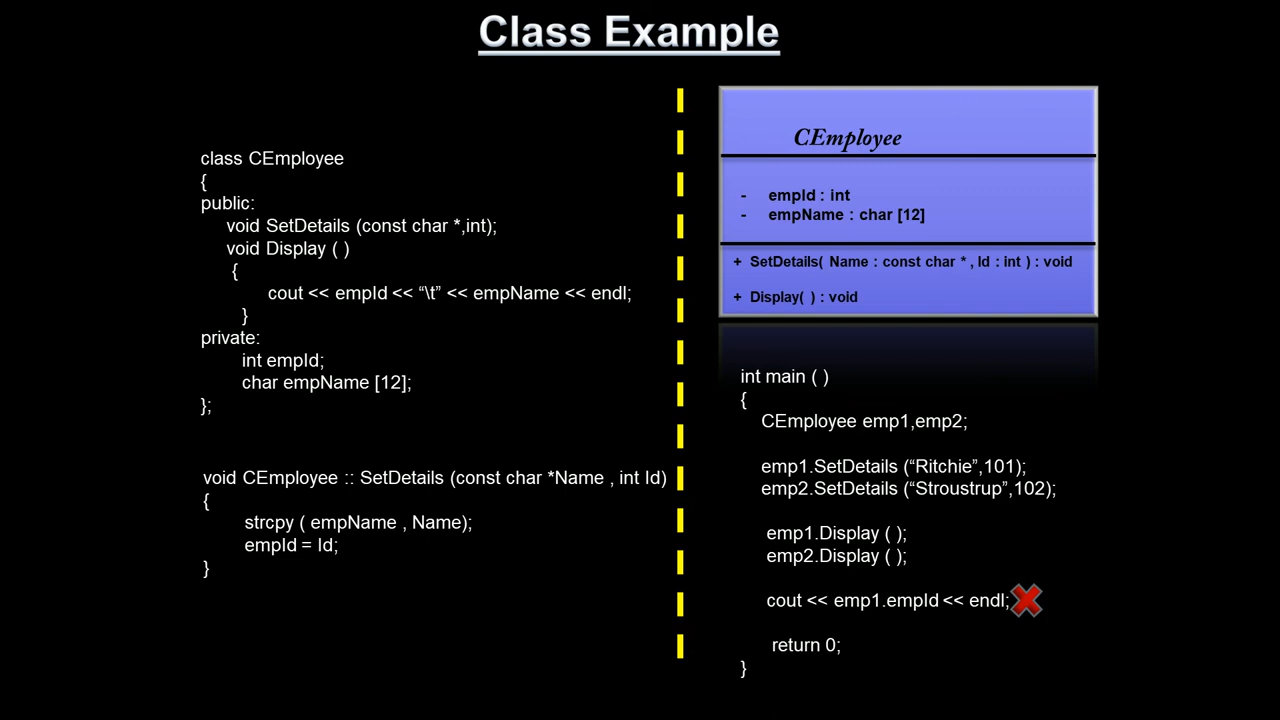 Class Example
class CEmployee
{
public:
void SetDetails (const char *,int);
void Display ( )
{
cout << empId << “\t” << empName << endl;
}
private:
int empId;
char empName [12];
};
void CEmployee :: SetDetails (const char *Name , int Id)
{
strcpy ( empName , Name);
empId = Id;
}
CEmployee
- empId : int
- empName : char [12]
+ SetDetails( Name : const char * , Id : int ) : void
+ Display( ) : void
int main ( )
{
CEmployee emp1,emp2;
emp1.SetDetails (“Ritchie”,101);
emp2.SetDetails (“Stroustrup”,102);
emp1.Display ( );
emp2.Display ( );
cout << emp1.empId << endl;
return 0;
}